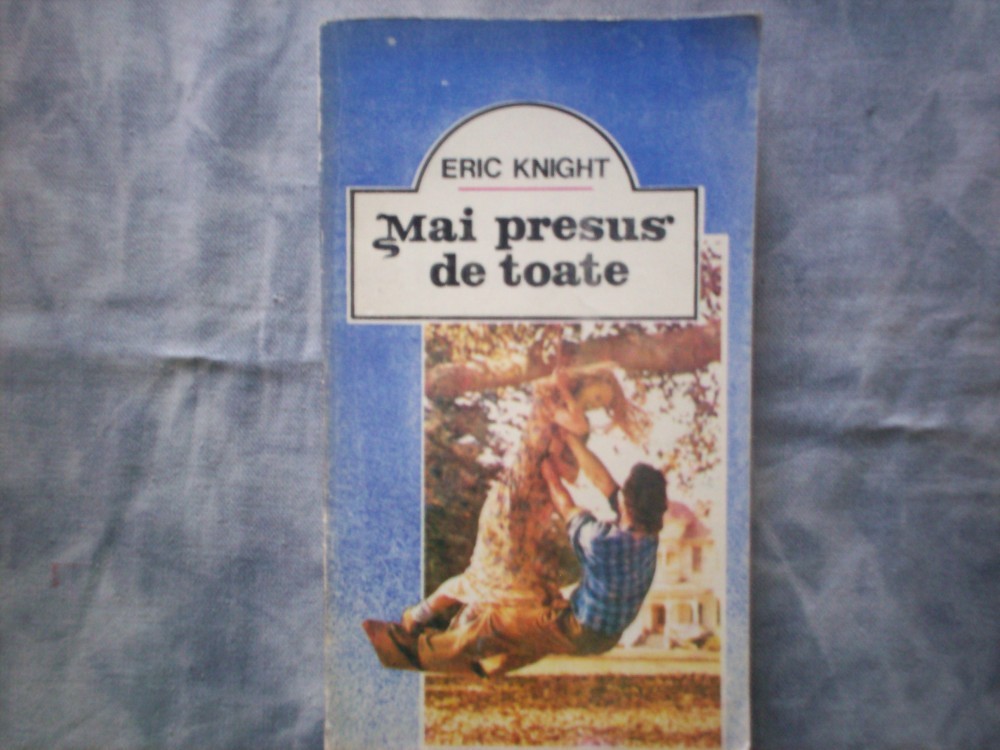 ERIC KNIGHT
Mai presus
de toate